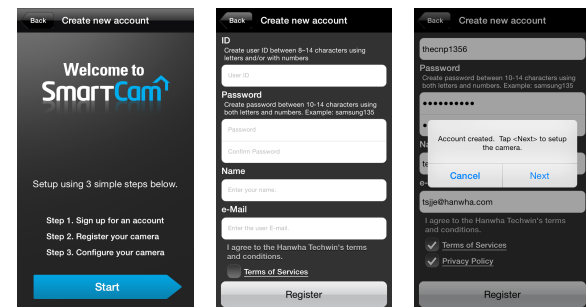 Back Create new account
Welcome to
SmarTCam
Setup using 3 simple steps below.
Step 1. Sign up for an account
Step 2. Register your camera
Step 3. Configure your camera
Start
Back Create new account
ID
Create user ID between 8-14 characters using
letters and/or with numbers
User ID
Password
Create password between 10-14 characters using
both letters and numbers. Example: samsung135
Password
Confirm Password
Name
Enter your name.
e-Mail
Enter the user E-mail.
I agree to the Hanwha Techwin's terms
and conditions.
Terms of Services
Register
Back Create new account
thecnp1356
Password
Create password between 10-14 characters using
both letters and numbers. Example: samsung135
Account created. Tap <Next> to setup
the camera.
Cancel Next
Na
te
e-
tsjje@hanwha.com
I agree to the Hanwha Techwin's terms
and conditions.
Terms of Services
Privacy Policy
Register